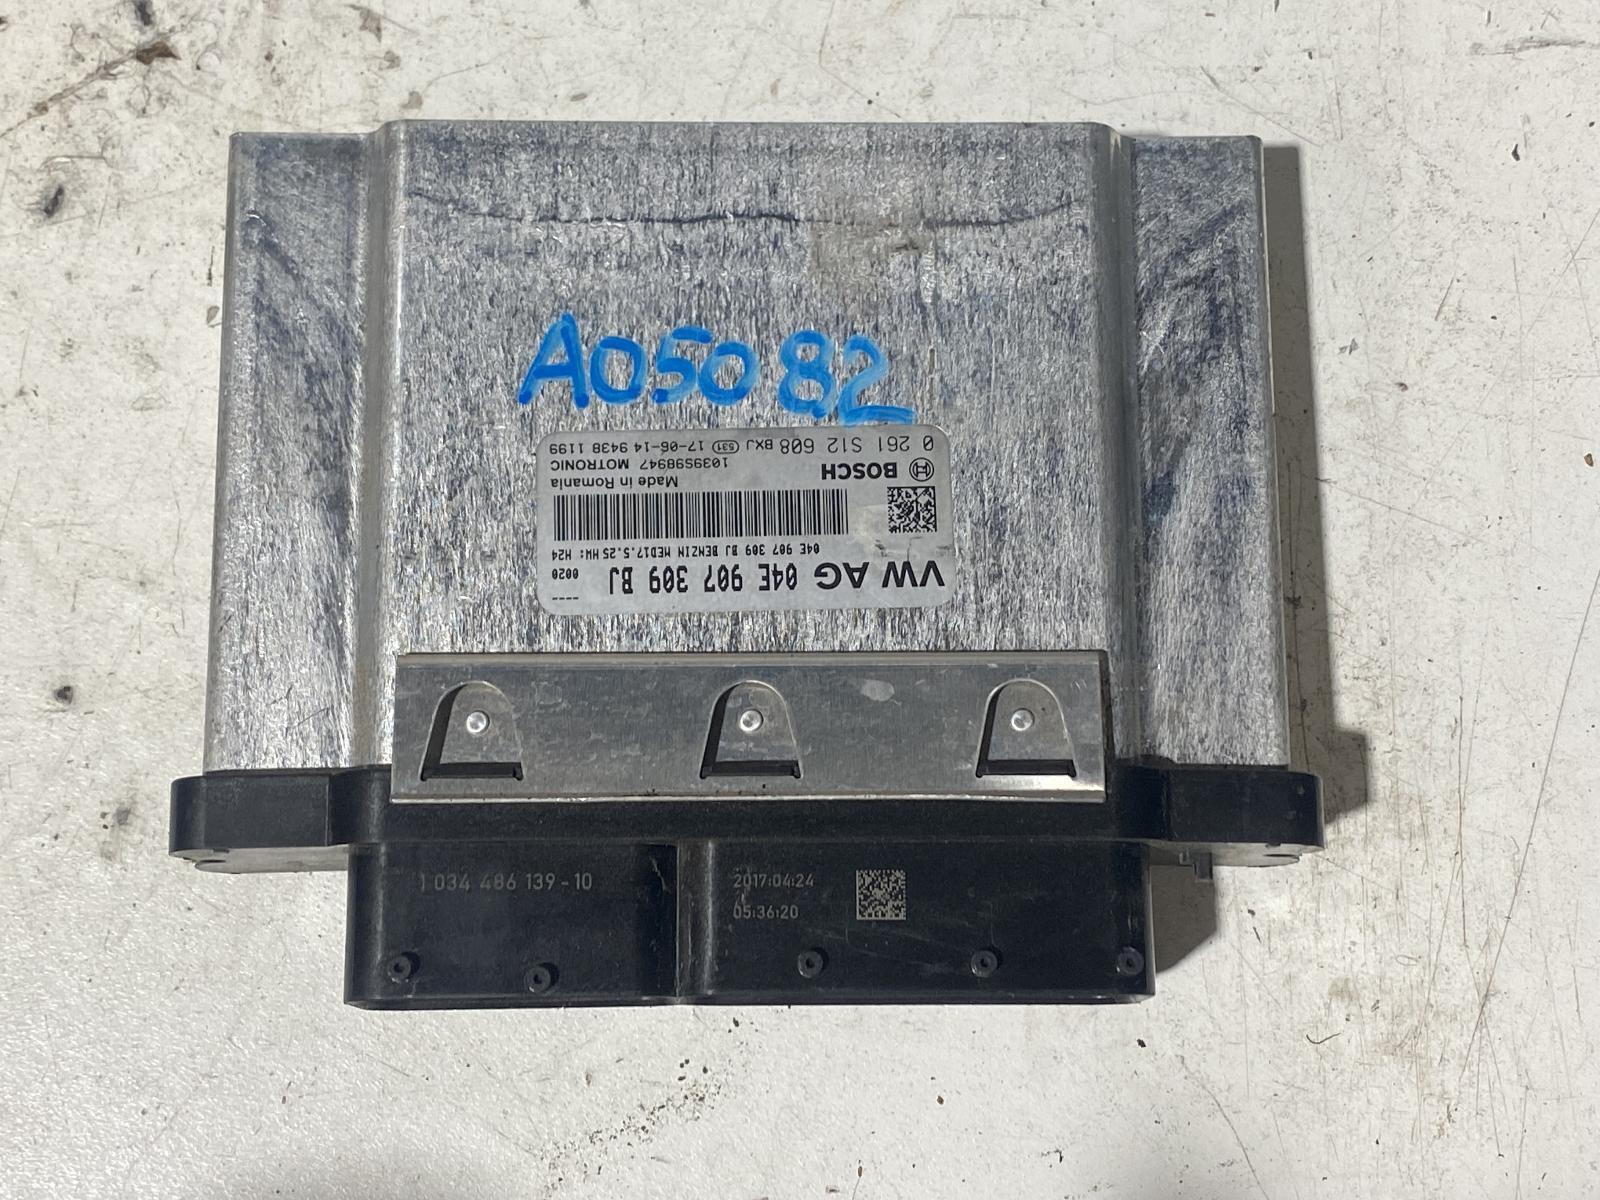 A05082
VW AG 04E 907 309 BJ 0020
04E 907 309 BJ BENZIN MED17.5.25 HW: H24
BOSCH
Made in Romania
1039S98947 MOTRONIC
0 261 S12 608 BXJ 531 17-06-14 9438 1199
1 034 486 139-10
2017:04:24
05:36:20